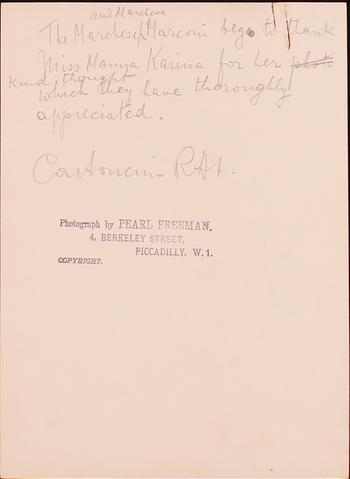 and Marchese
The Marchesa Marconi begs to thank
Miss Manya Karina for her photo
kind thought
which they have thoroughly
appreciated.
Photograph by PEARL FREEMAN.
4, BERKELEY STREET,
PICCADILLY, W. 1.
COPYRIGHT.